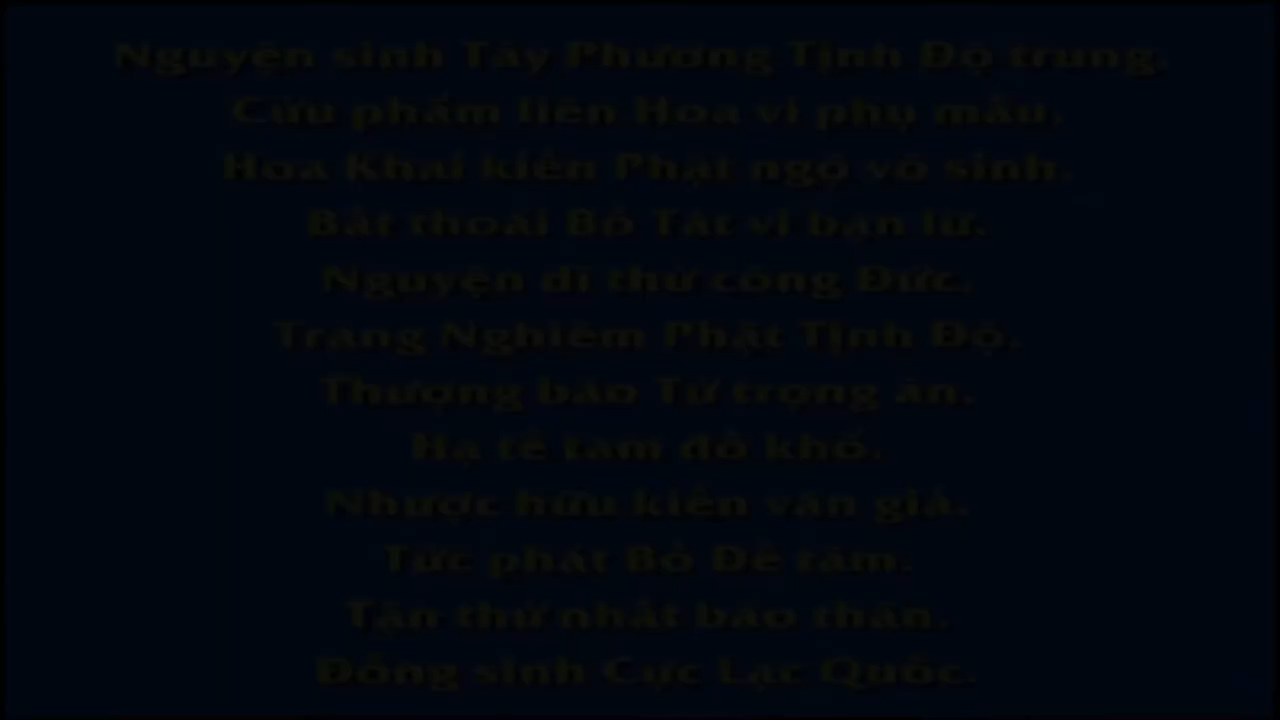 Nguyện sinh Tây Phương Tịnh Độ trung.
Cửu phẩm liên Hoa vi phụ mẫu.
Hoa Khai kiến Phật ngộ vô sinh.
Bất thoái Bồ Tát vi bạn lữ.
Nguyện dĩ thử công Đức.
Trang Nghiêm Phật Tịnh Độ.
Thượng báo Tứ trọng ân.
Hạ tế tam đồ khổ.
Nhược hữu kiến văn giả.
Tức phát Bồ Đề tâm.
Tận thử nhất báo thân.
Đồng sinh Cực Lạc Quốc.